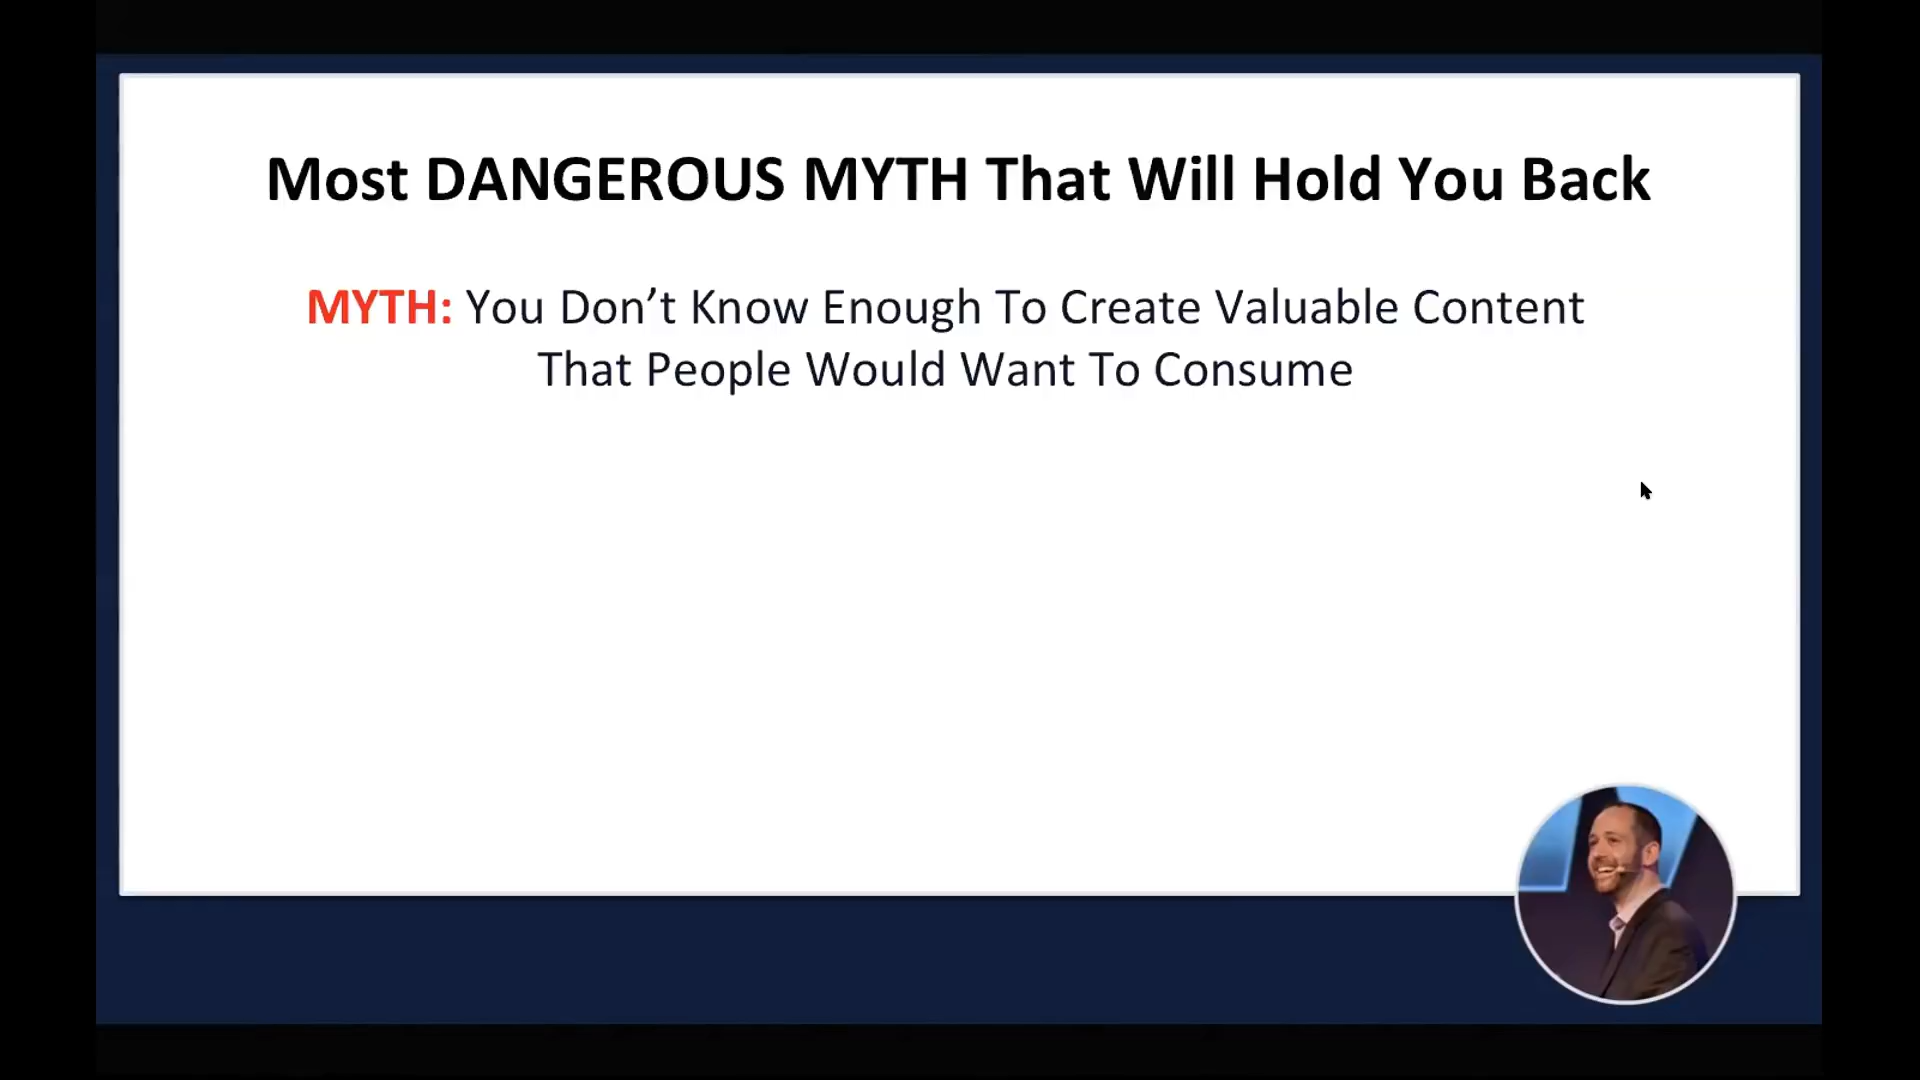 Most DANGEROUS MYTH That Will Hold You Back
MYTH: You Don’t Know Enough To Create Valuable Content
That People Would Want To Consume